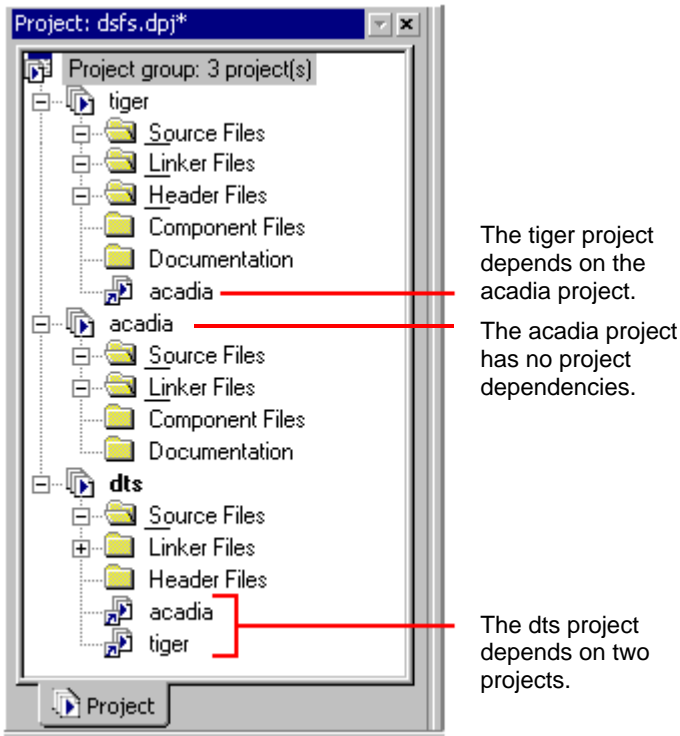 Project: dsfs.dpj*
Project group: 3 project(s)
tiger
Source Files
Linker Files
Header Files
Component Files
Documentation
acadia
The tiger project
depends on the
acadia project.
acadia
The acadia project
has no project
dependencies.
Source Files
Linker Files
Component Files
Documentation
dts
Source Files
Linker Files
Header Files
acadia
tiger
The dts project
depends on two
projects.
Project